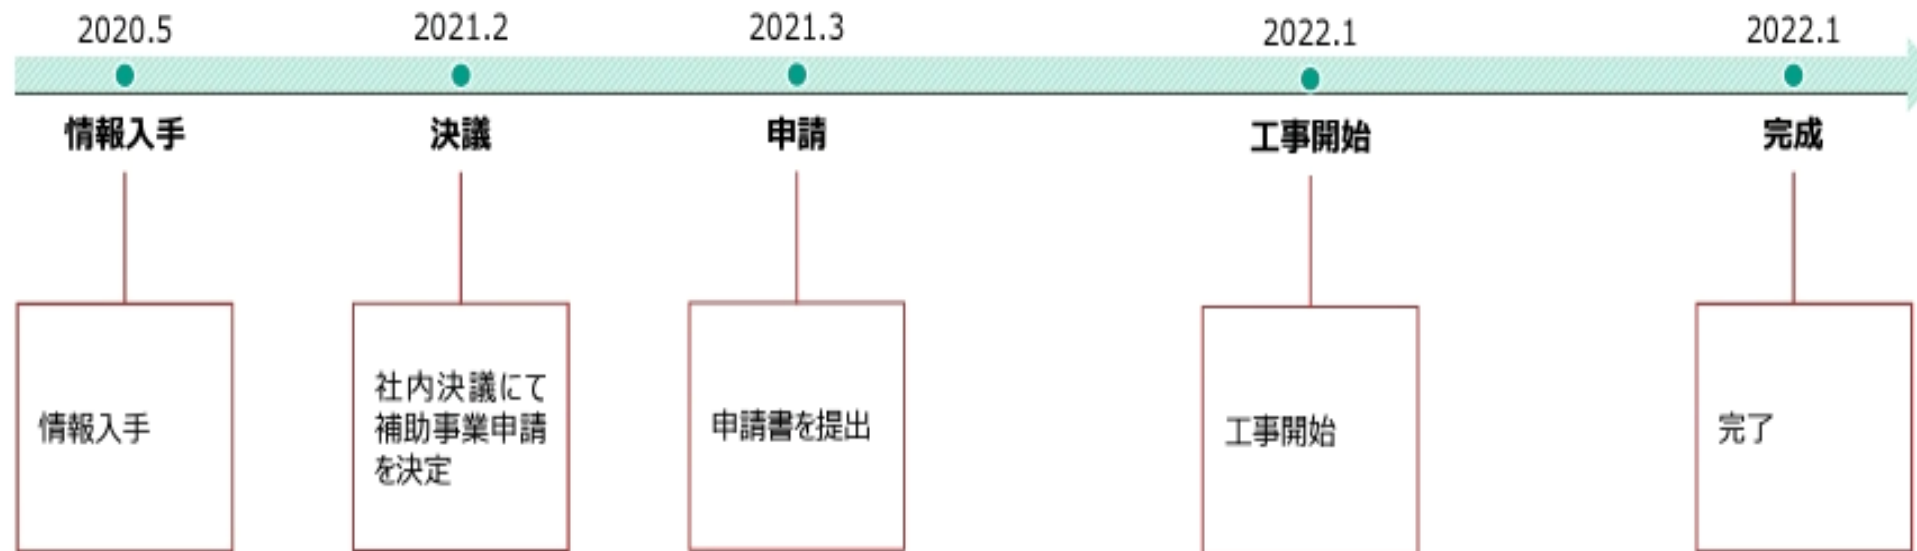 2020.5
2021.2
2021.3
2022.1
2022.1
情報入手
決議
申請
工事開始
完成
情報入手
社内決議にて
補助事業申請
を決定
申請書を提出
工事開始
完了